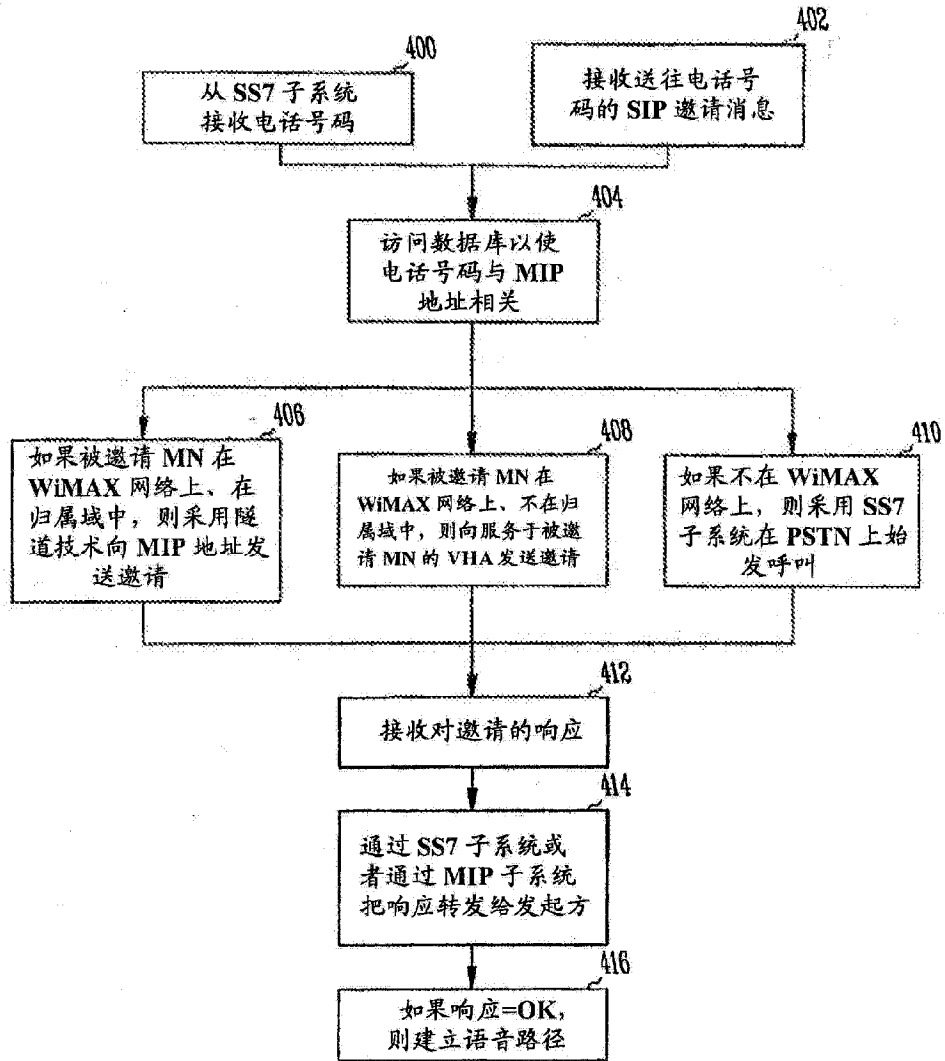 400
从 SS7 子系统
接收电话号码
402
接收送往电话号
码的 SIP 邀请消息
404
访问数据库以使
电话号码与 MIP
地址相关
406
如果被邀请 MN 在
WiMAX 网络上、在
归属域中，则采用隧
道技术向 MIP 地址发
送邀请
408
如果被邀请 MN 在
WiMAX 网络上、不在归
属域中，则向服务于被邀
请 MN 的 VHA 发送邀请
410
如果不在 WiMAX
网络上，则采用 SS7
子系统在 PSTN 上始
发呼叫
412
接收对邀请的响应
414
通过 SS7 子系统或
者通过 MIP 子系统
把响应转发给发起方
416
如果响应=OK，
则建立语音路径